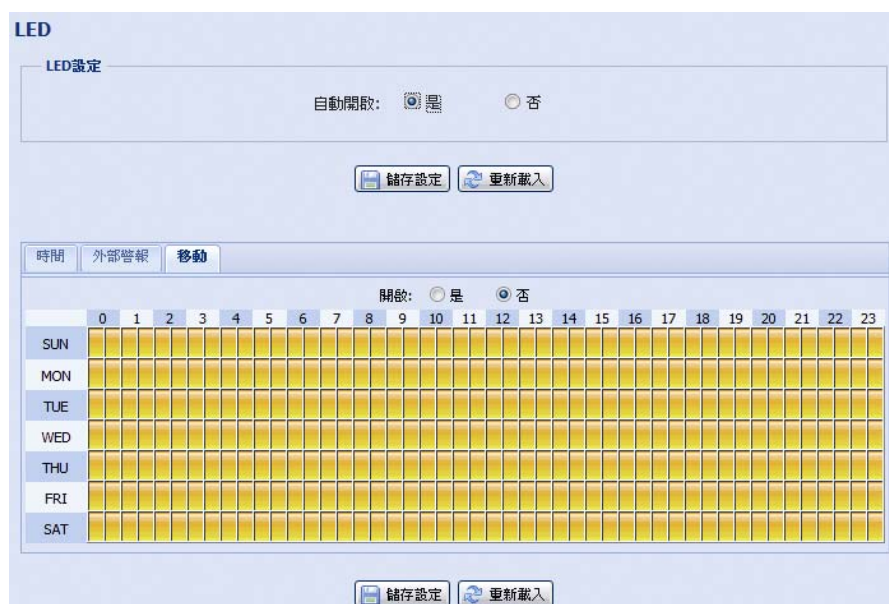 LED
LED設定
自動開啟: 是 否
儲存設定 重新載入
時間 外部警報 移動
開啟: 是 否
0 1 2 3 4 5 6 7 8 9 10 11 12 13 14 15 16 17 18 19 20 21 22 23
SUN
MON
TUE
WED
THU
FRI
SAT
儲存設定 重新載入